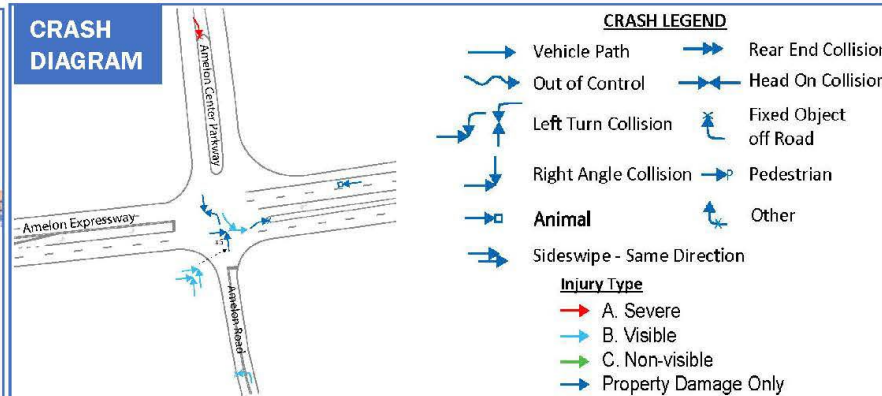 CRASH
DIAGRAM
Amelon Center Parkway
Amelon Expressway
Amelon Road
CRASH LEGEND
Vehicle Path
Rear End Collision
Out of Control
Head On Collision
Left Turn Collision
Fixed Object
off Road
Right Angle Collision
P
Pedestrian
Animal
Other
Sideswipe - Same Direction
Injury Type
A. Severe
B. Visible
C. Non-visible
Property Damage Only